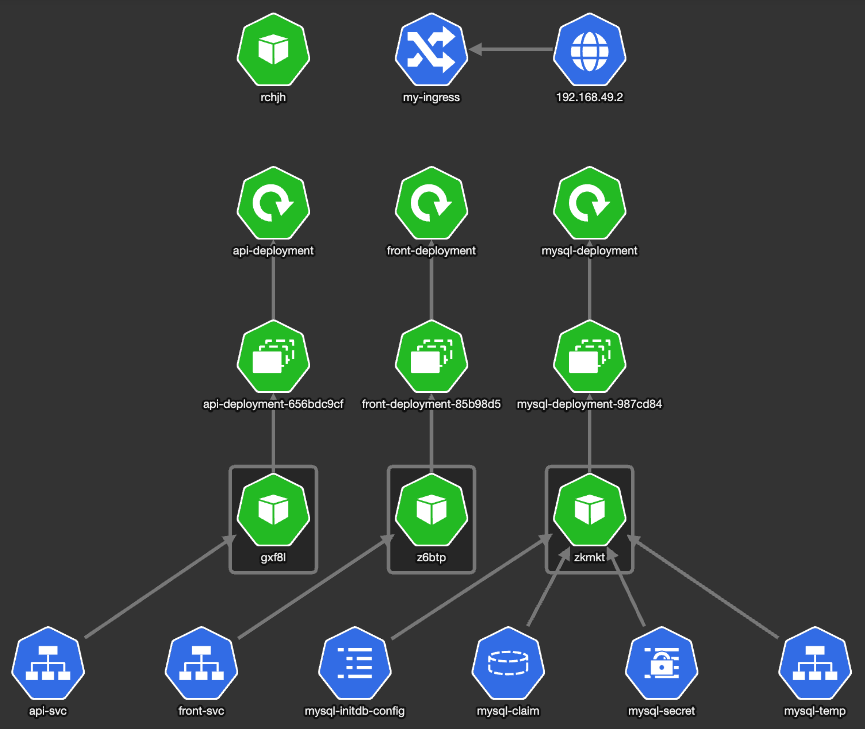 rchjh
my-ingress
192.168.49.2
api-deployment
front-deployment
mysql-deployment
api-deployment-656bdc9cf
front-deployment-85b98d5
mysql-deployment-987cd84
gxf8l
z6btp
zkmkt
api-svc
front-svc
mysql-initdb-config
mysql-claim
mysql-secret
mysql-temp